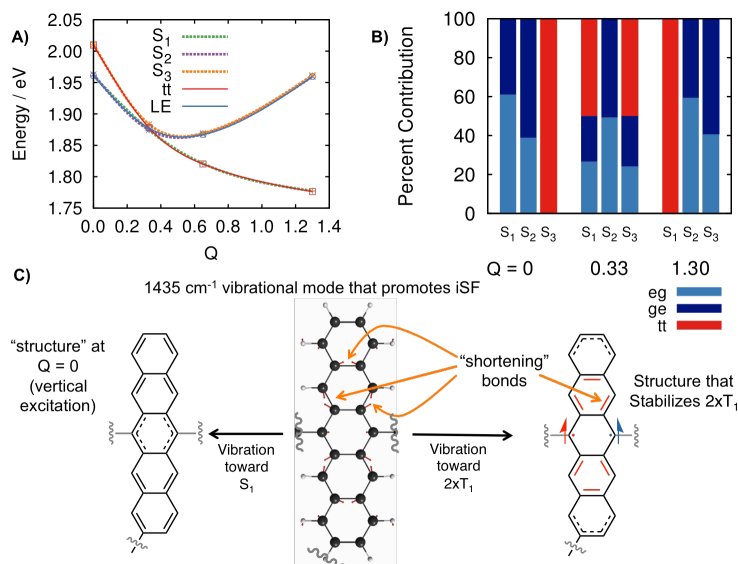 A)
Energy / eV
2.05
2.00
1.95
1.90
1.85
1.80
1.75
0.0 0.2 0.4 0.6 0.8 1.0 1.2 1.4
Q
S1
S2
S3
tt
LE
B)
Percent Contribution
100
80
60
40
20
0
S1 S2 S3 S1 S2 S3 S1 S2 S3
Q = 0 0.33 1.30
eg
ge
tt
C)
1435 cm-1 vibrational mode that promotes iSF
“structure” at
Q = 0
(vertical
excitation)
Vibration
toward
S1
“shortening”
bonds
Vibration
toward
2xT1
Structure that
Stabilizes 2xT1